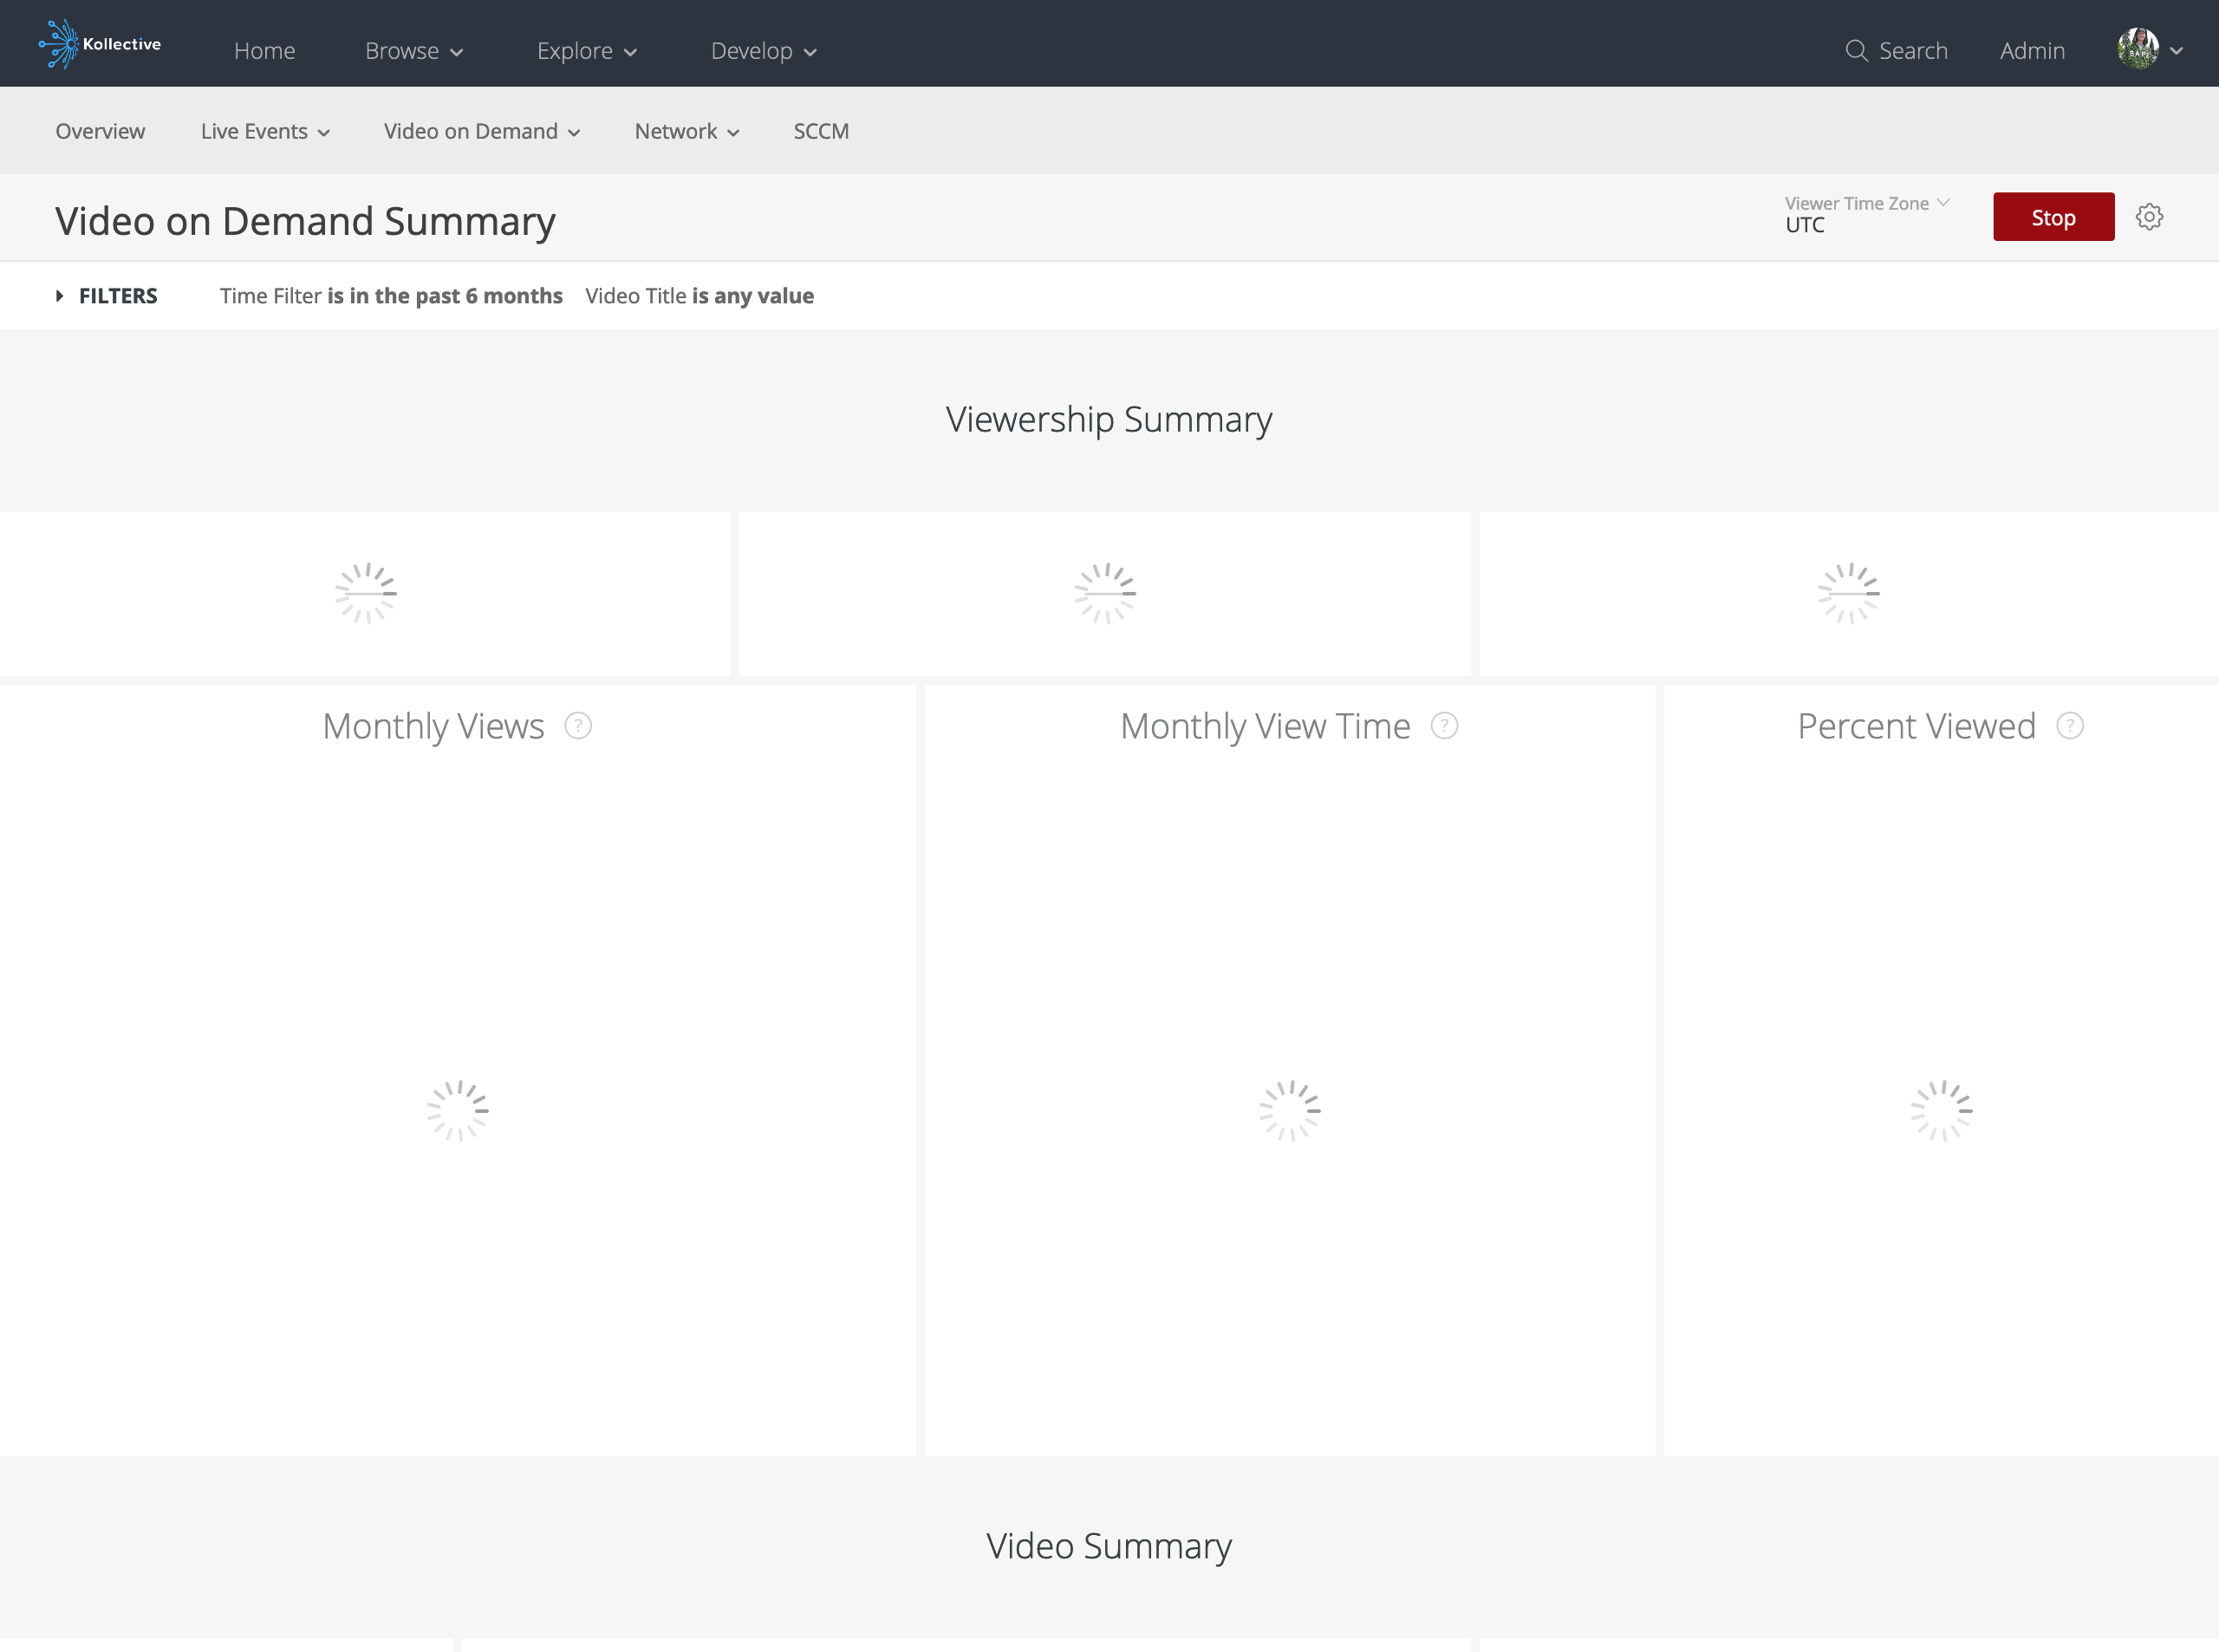 Kollective Home Browse Explore Develop Search Admin
Overview Live Events Video on Demand Network SCCM
Video on Demand Summary
Viewer Time Zone
UTC
Stop
FILTERS Time Filter is in the past 6 months Video Title is any value
Viewership Summary
Monthly Views ?
Monthly View Time ?
Percent Viewed ?
Video Summary